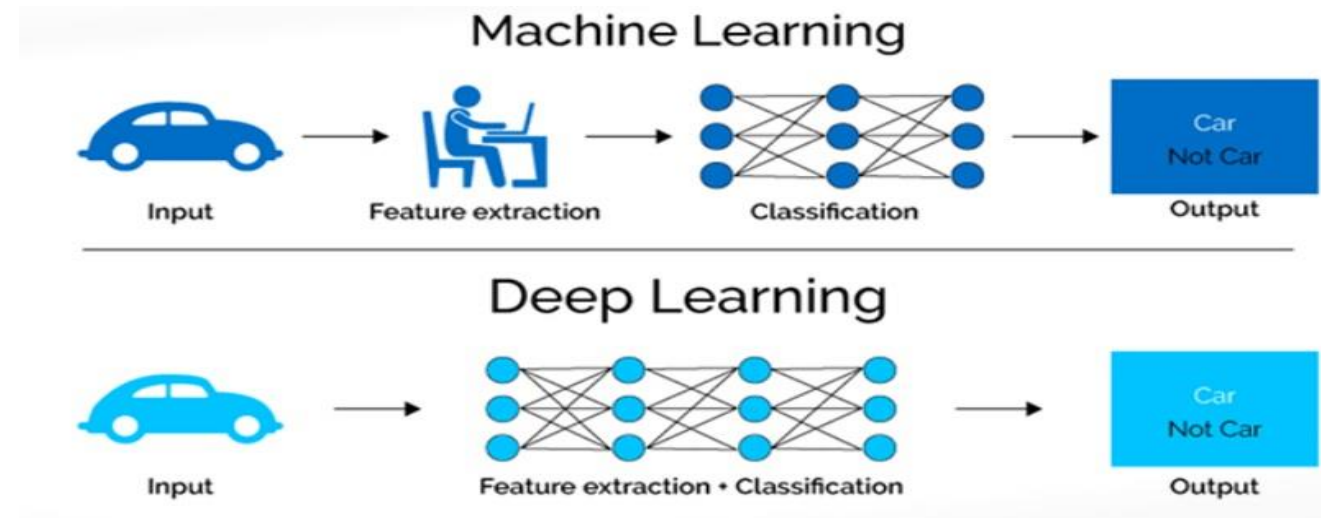 Machine Learning
Car
Not Car
Input
Feature extraction
Classification
Output
Deep Learning
Car
Not Car
Input
Feature extraction + Classification
Output